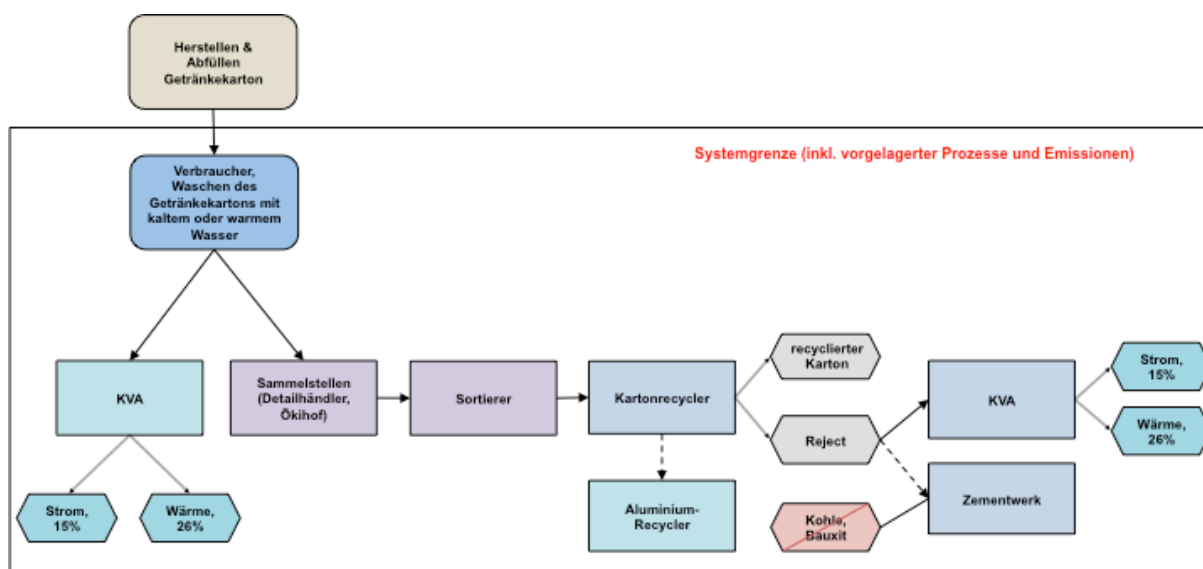 Herstellen &
Abfüllen
Getränkekarton
Systemgrenze (inkl. vorgelagerter Prozesse und Emissionen)
Verbraucher,
Waschen des
Getränkekartons mit
kaltem oder warmem
Wasser
KVA
Sammelstellen
(Detailhändler,
Ökihof)
Sortierer
Kartonrecycler
recyclierter
Karton
Reject
KVA
Strom,
15%
Wärme,
26%
Strom,
15%
Wärme,
26%
Aluminium-
Recycler
Kohle,
Bauxit
Zementwerk